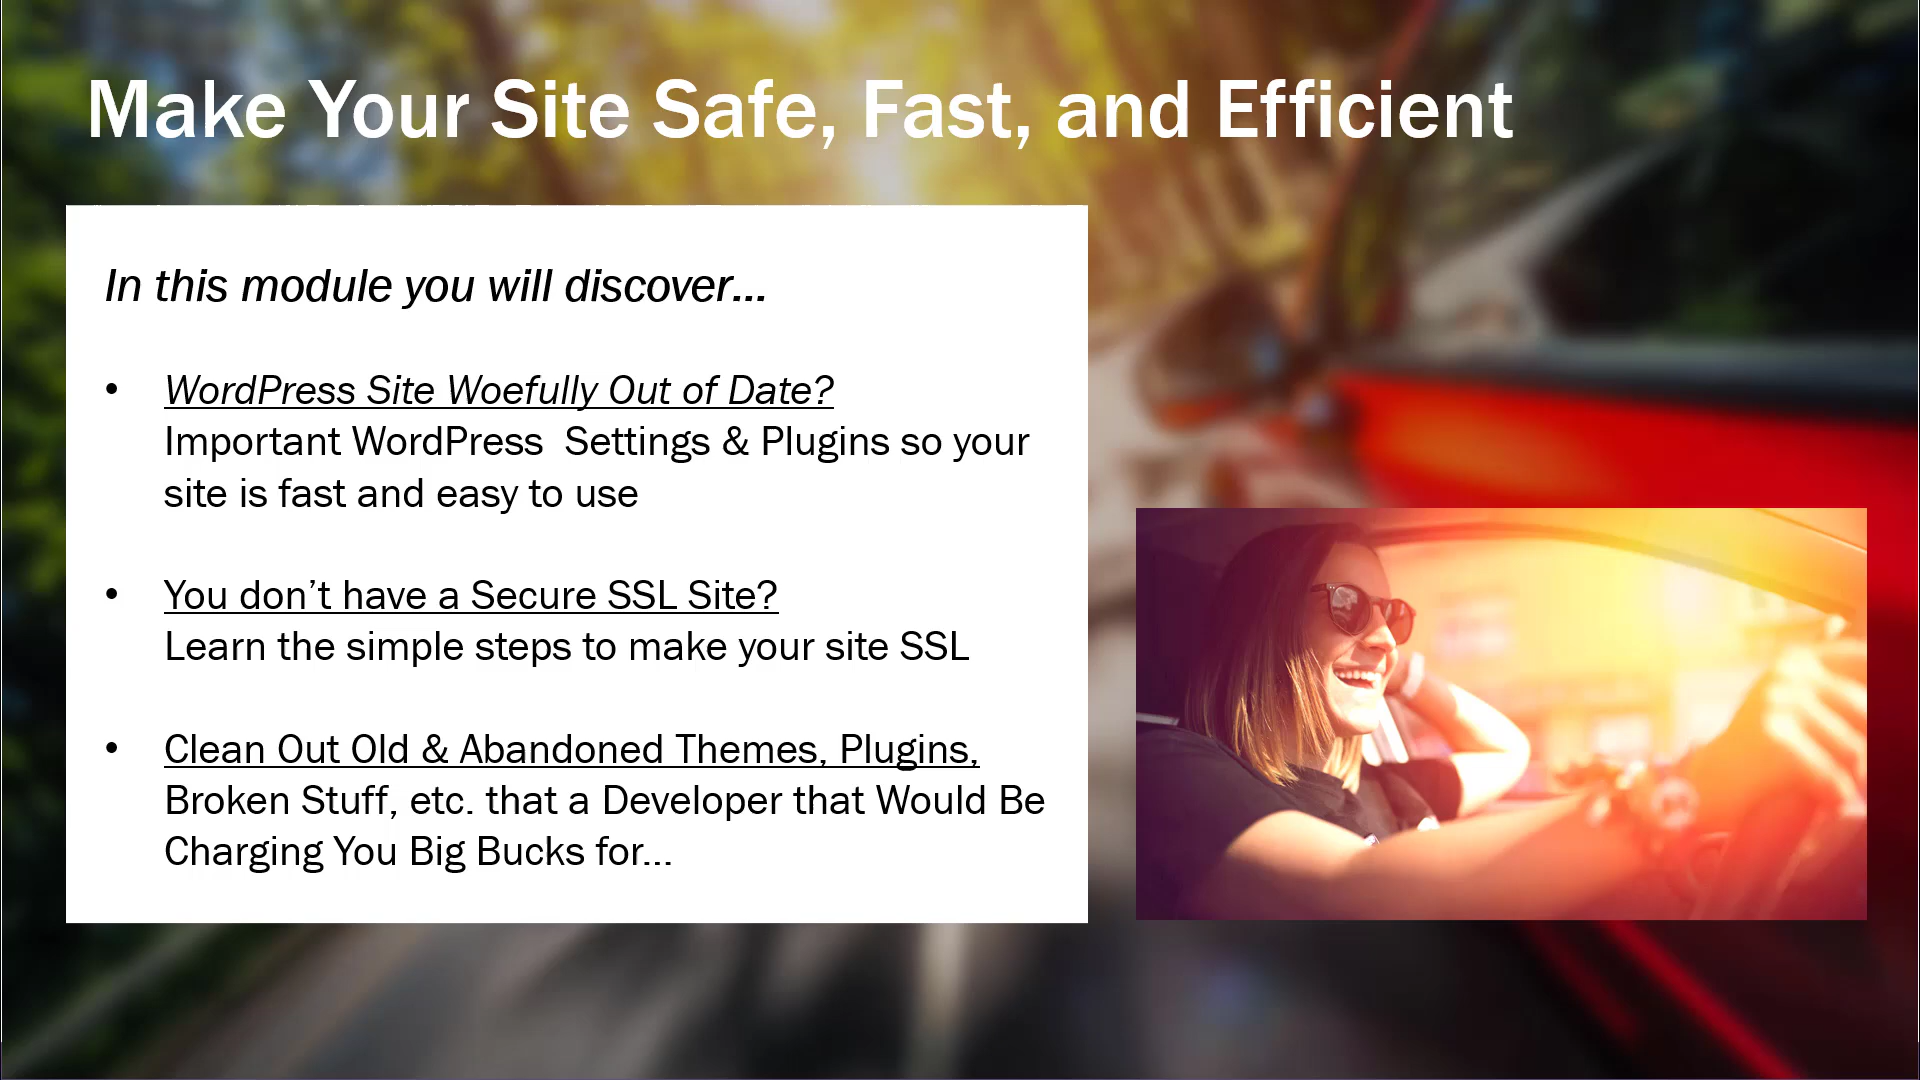 Make Your Site Safe, Fast, and Efficient
In this module you will discover...
• WordPress Site Woefully Out of Date?
Important WordPress  Settings & Plugins so your
site is fast and easy to use
• You don’t have a Secure SSL Site?
Learn the simple steps to make your site SSL
• Clean Out Old & Abandoned Themes, Plugins,
Broken Stuff, etc. that a Developer that Would Be
Charging You Big Bucks for...